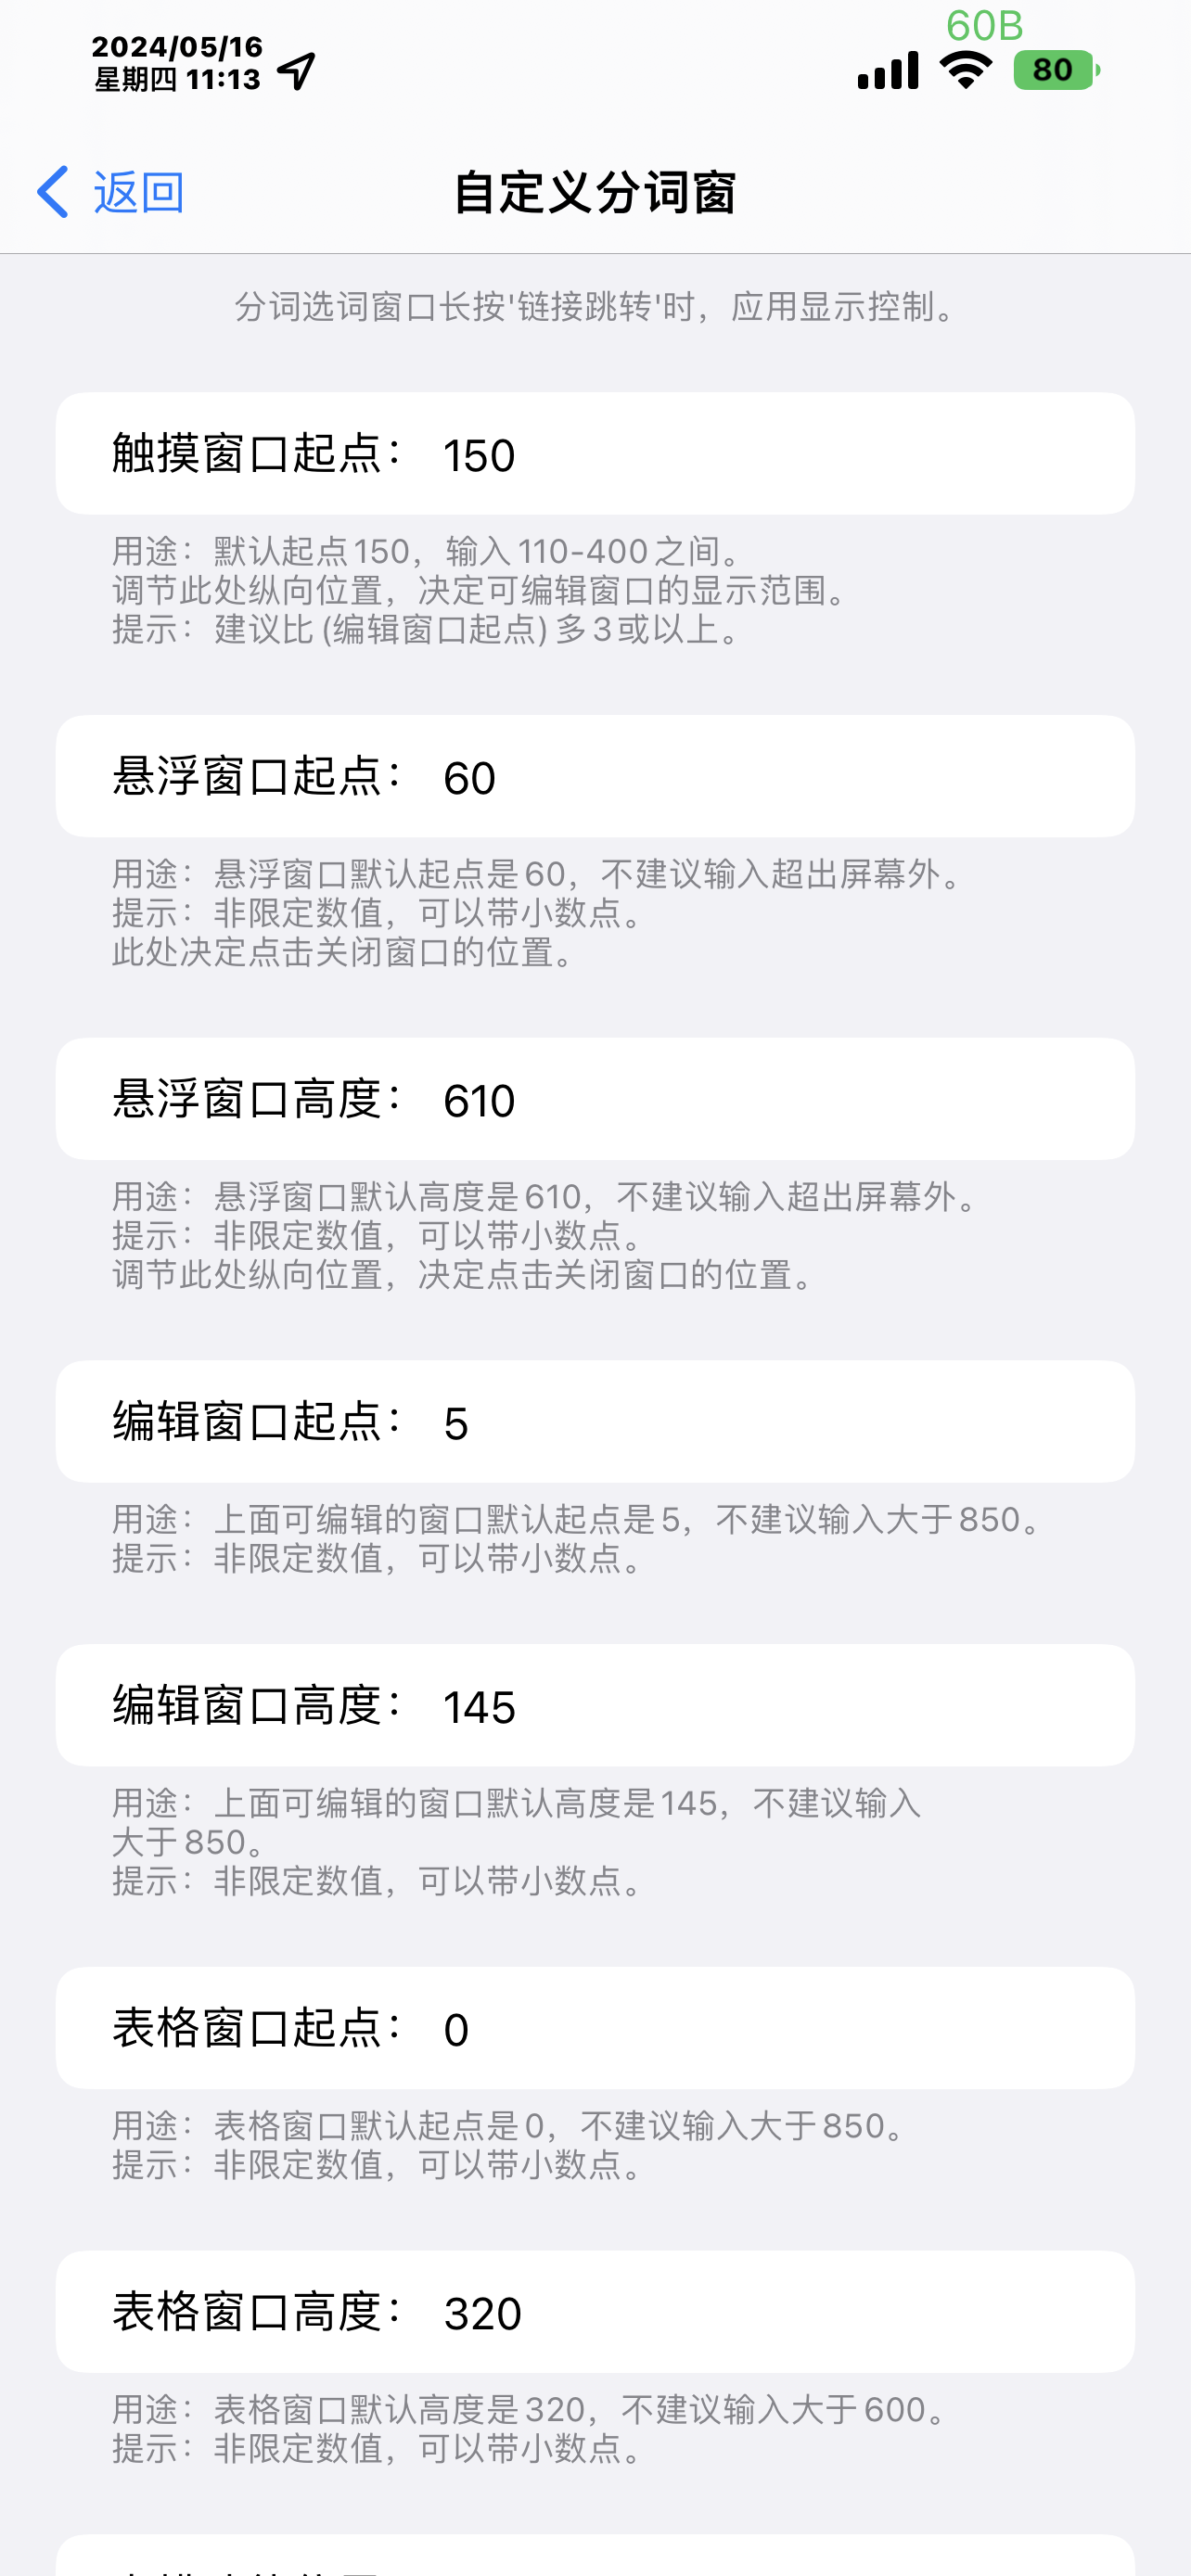 60B
2024/05/16
星期四 11:13
80
返回
自定义分词窗
分词选词窗口长按'链接跳转'时，应用显示控制。
触摸窗口起点： 150
用途：默认起点150，输入110-400之间。
调节此处纵向位置，决定可编辑窗口的显示范围。
提示：建议比(编辑窗口起点)多3或以上。
悬浮窗口起点： 60
用途：悬浮窗口默认起点是60，不建议输入超出屏幕外。
提示：非限定数值，可以带小数点。
此处决定点击关闭窗口的位置。
悬浮窗口高度： 610
用途：悬浮窗口默认高度是610，不建议输入超出屏幕外。
提示：非限定数值，可以带小数点。
调节此处纵向位置，决定点击关闭窗口的位置。
编辑窗口起点： 5
用途：上面可编辑的窗口默认起点是5，不建议输入大于850。
提示：非限定数值，可以带小数点。
编辑窗口高度： 145
用途：上面可编辑的窗口默认高度是145，不建议输入
大于850。
提示：非限定数值，可以带小数点。
表格窗口起点： 0
用途：表格窗口默认起点是0，不建议输入大于850。
提示：非限定数值，可以带小数点。
表格窗口高度： 320
用途：表格窗口默认高度是320，不建议输入大于600。
提示：非限定数值，可以带小数点。